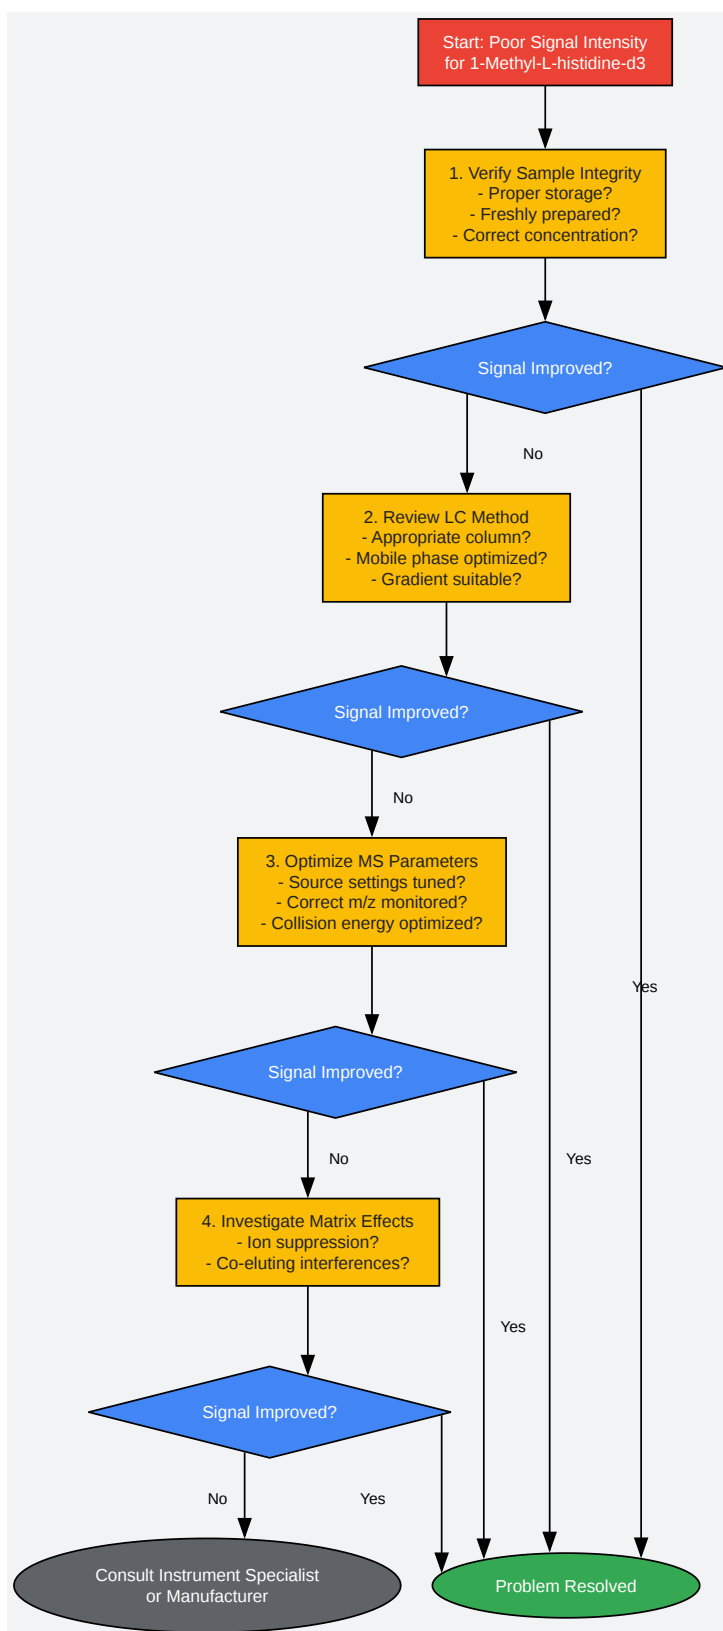 Start: Poor Signal Intensity
for 1-Methyl-L-histidine-d3
1. Verify Sample Integrity
- Proper storage?
- Freshly prepared?
- Correct concentration?
Signal Improved?
No
2. Review LC Method
- Appropriate column?
- Mobile phase optimized?
- Gradient suitable?
Signal Improved?
No
3. Optimize MS Parameters
- Source settings tuned?
- Correct m/z monitored?
- Collision energy optimized?
Yes
Signal Improved?
No
Yes
4. Investigate Matrix Effects
- Ion suppression?
- Co-eluting interferences?
Yes
Signal Improved?
No
Yes
Consult Instrument Specialist
or Manufacturer
Problem Resolved